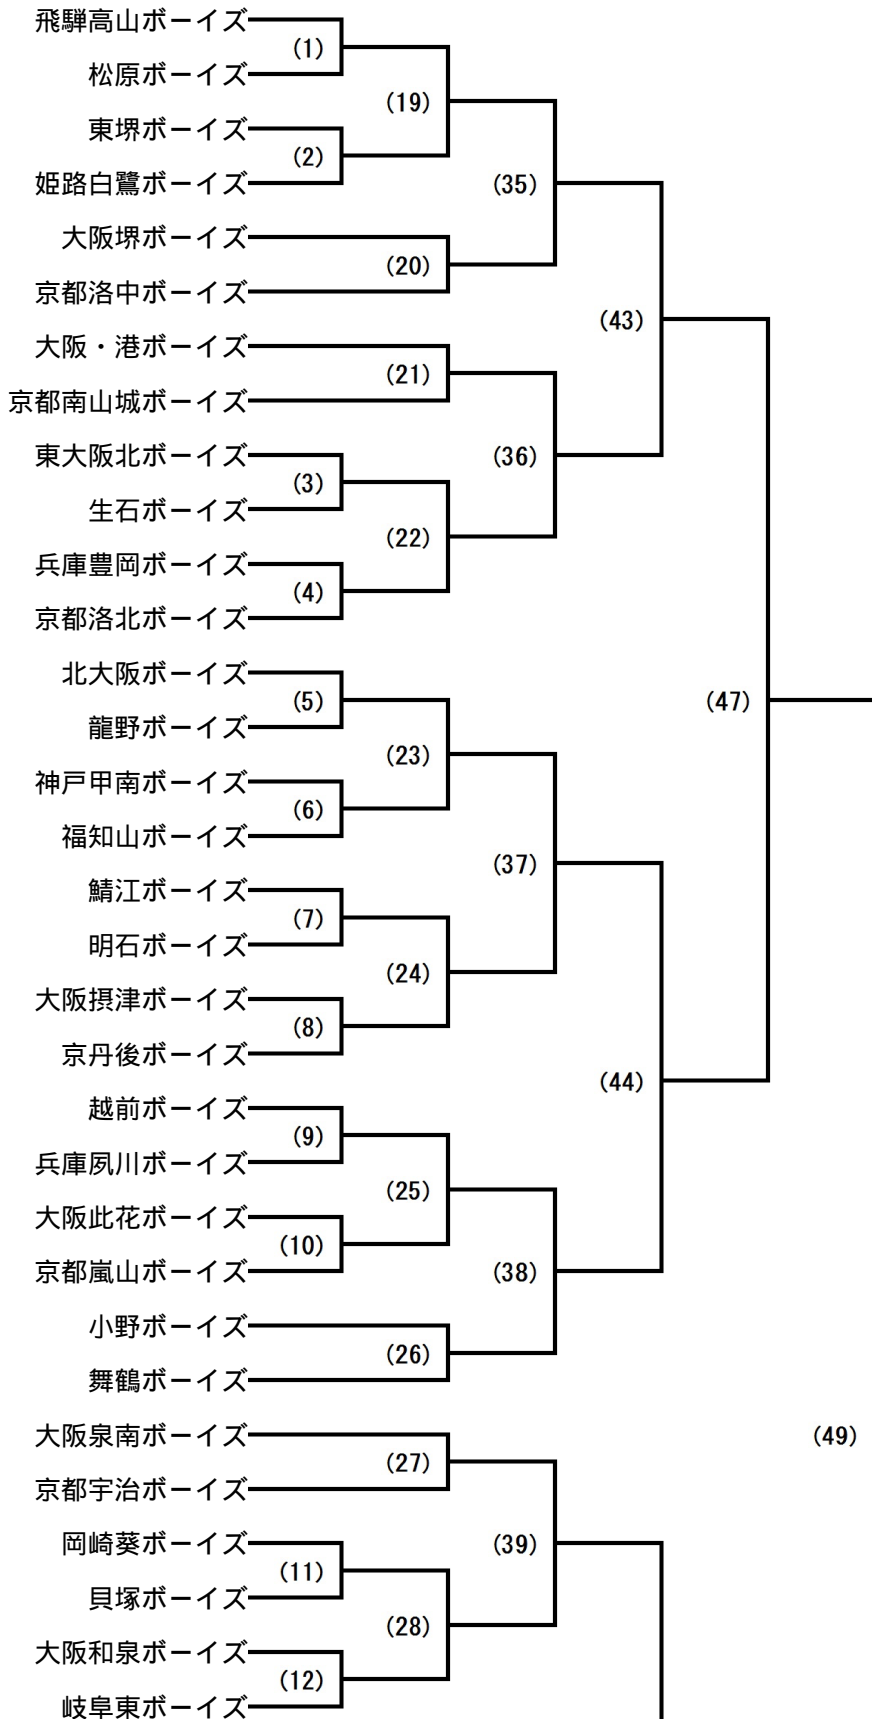 飛騨高山ボーイズ
(1)
松原ボーイズ
(19)
東堺ボーイズ
(2)
姫路白鷺ボーイズ
(35)
大阪堺ボーイズ
(20)
京都洛中ボーイズ
(43)
大阪・港ボーイズ
(21)
京都南山城ボーイズ
東大阪北ボーイズ
(36)
(3)
生石ボーイズ
(22)
兵庫豊岡ボーイズ
(4)
京都洛北ボーイズ
北大阪ボーイズ
(5)
(47)
龍野ボーイズ
(23)
神戸甲南ボーイズ
(6)
福知山ボーイズ
(37)
鯖江ボーイズ
(7)
明石ボーイズ
(24)
大阪摂津ボーイズ
(8)
京丹後ボーイズ
(44)
越前ボーイズ
(9)
兵庫夙川ボーイズ
(25)
大阪此花ボーイズ
(10)
京都嵐山ボーイズ
(38)
小野ボーイズ
(26)
舞鶴ボーイズ
大阪泉南ボーイズ
(49)
(27)
京都宇治ボーイズ
岡崎葵ボーイズ
(39)
(11)
貝塚ボーイズ
(28)
大阪和泉ボーイズ
(12)
岐阜東ボーイズ